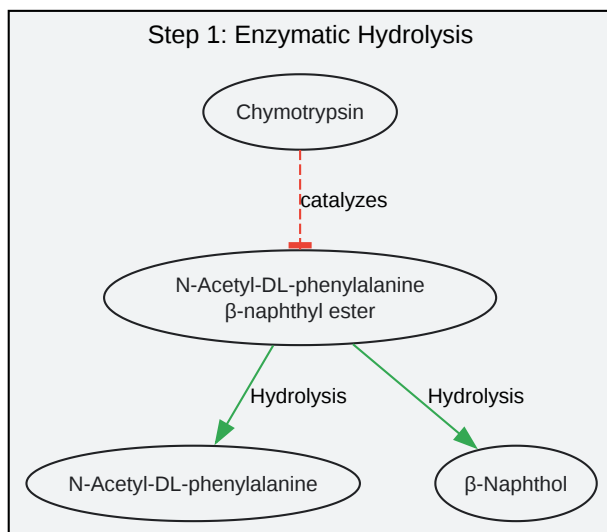 Step 1: Enzymatic Hydrolysis
Chymotrypsin
catalyzes
N-Acetyl-DL-phenylalanine
β-naphthyl ester
Hydrolysis
Hydrolysis
N-Acetyl-DL-phenylalanine
β-Naphthol